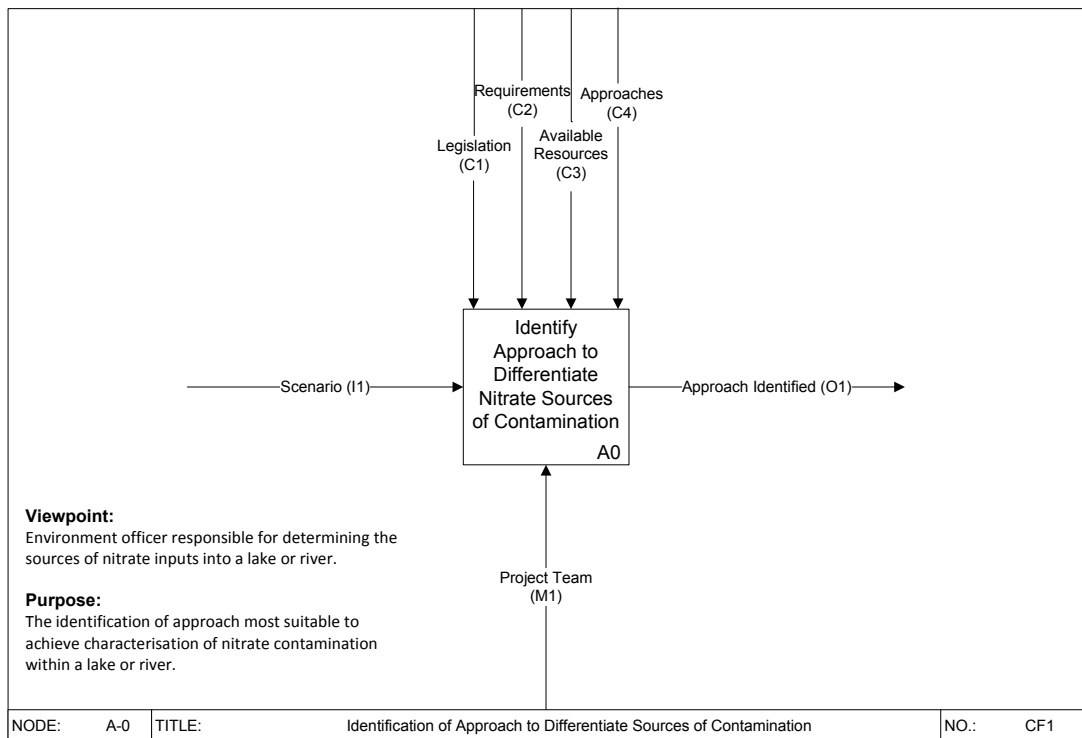 Requirements
(C2)
Approaches
(C4)
Legislation
(C1)
Available
Resources
(C3)
Identify
Approach to
Differentiate
Nitrate Sources
of Contamination
A0
Scenario (I1)
Approach Identified (O1)
Project Team
(M1)
Viewpoint:
Environment officer responsible for determining the
sources of nitrate inputs into a lake or river.
Purpose:
The identification of approach most suitable to
achieve characterisation of nitrate contamination
within a lake or river.
NODE: A-0 TITLE: Identification of Approach to Differentiate Sources of Contamination NO.: CF1